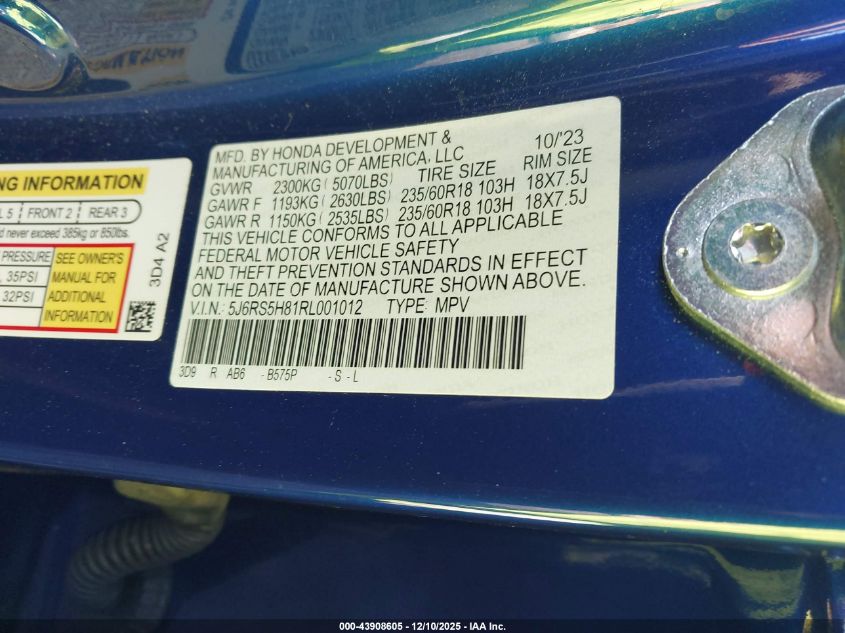 NG INFORMATION
L 5 FRONT 2 REAR 3
d never exceed 385kg or 850lbs.
PRESSURE
, 35PSI
32PSI
SEE OWNER'S
MANUAL FOR
ADDITIONAL
INFORMATION
3D4 A2
MFD. BY HONDA DEVELOPMENT & 10/'23
MANUFACTURING OF AMERICA, LLC
GVWR 2300KG (5070LBS) TIRE SIZE RIM SIZE
GAWR F 1193KG (2630LBS) 235/60R18 103H 18X7.5J
GAWR R 1150KG (2535LBS) 235/60R18 103H 18X7.5J
THIS VEHICLE CONFORMS TO ALL APPLICABLE
FEDERAL MOTOR VEHICLE SAFETY
AND THEFT PREVENTION STANDARDS IN EFFECT
ON THE DATE OF MANUFACTURE SHOWN ABOVE.
V.I.N.: 5J6RS5H81RL001012 TYPE: MPV
3D9 R AB6 -B575P -S-L
000-43908605 - 12/10/2025 - IAA Inc.